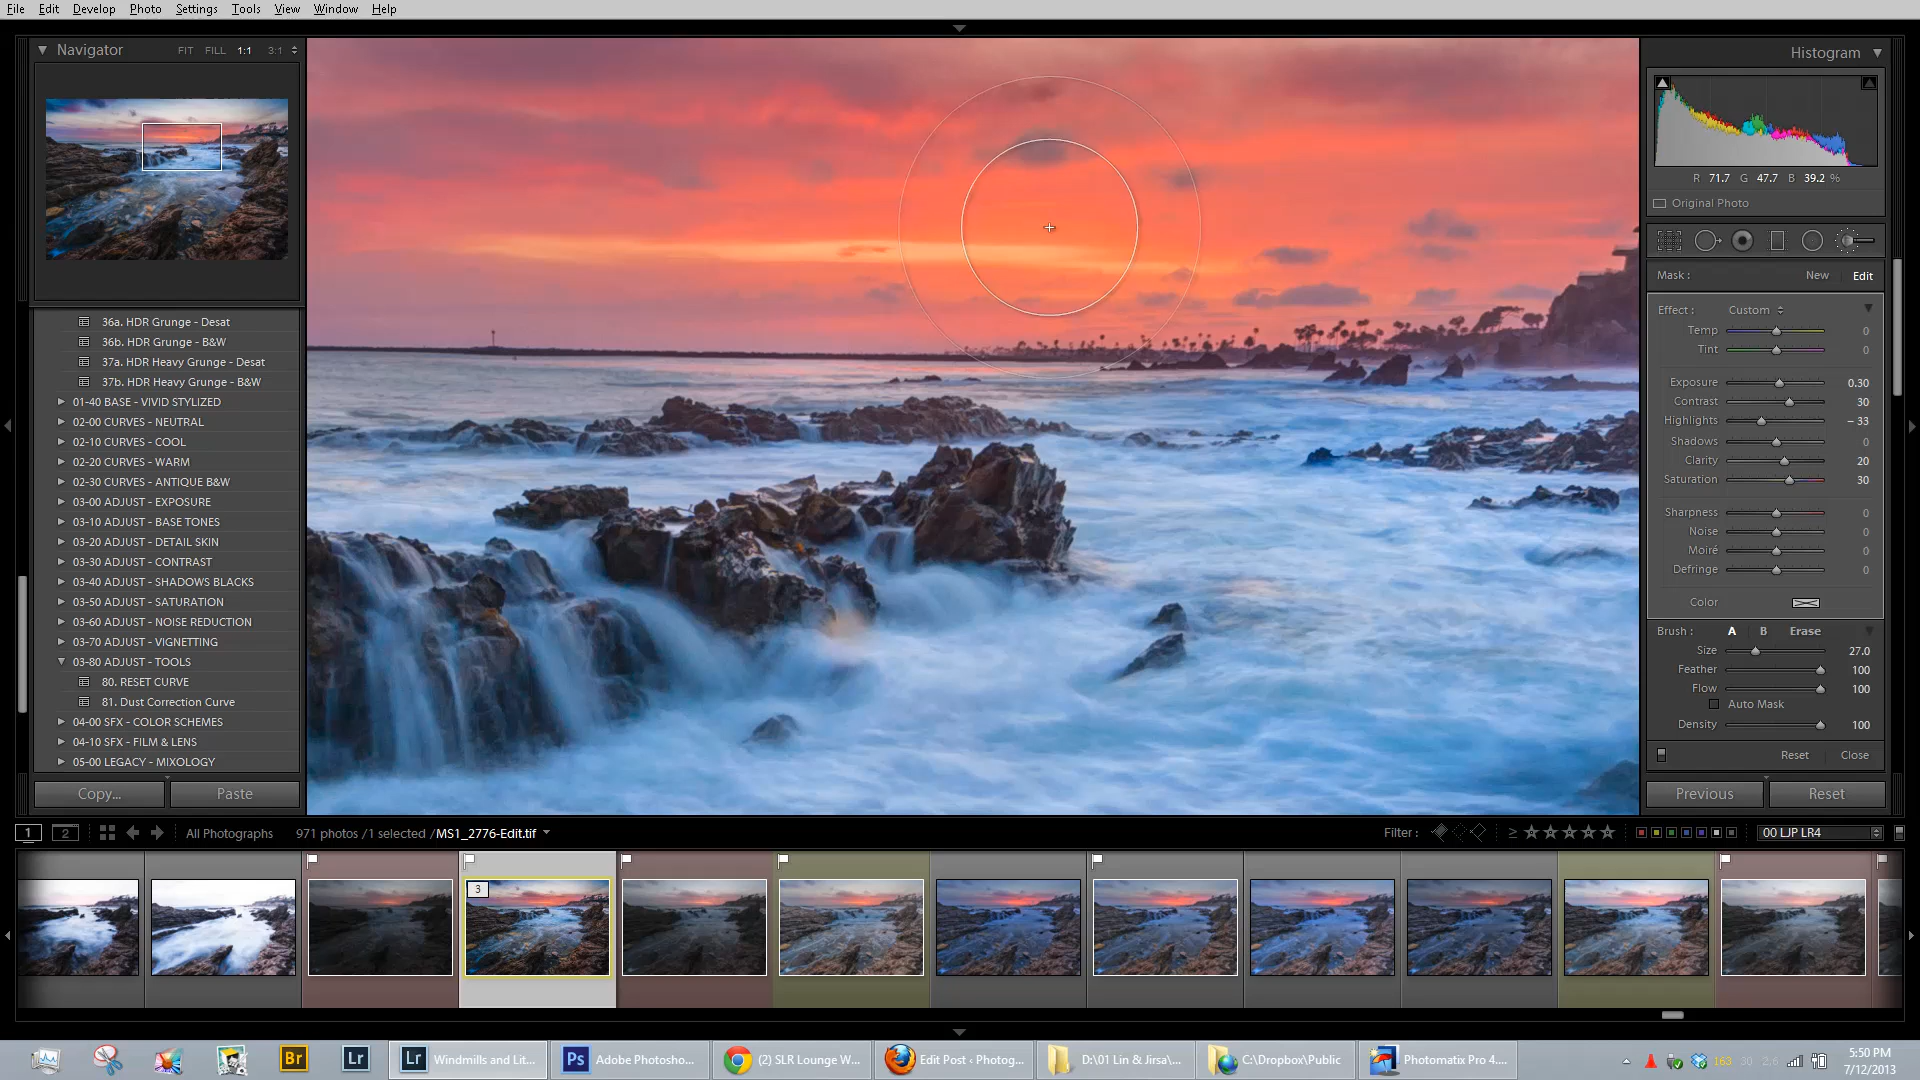 File Edit Develop Photo Settings Tools View Window Help
Navigator FIT FILL 1:1 3:1
36a. HDR Grunge - Desat
36b. HDR Grunge - B&W
37a. HDR Heavy Grunge - Desat
37b. HDR Heavy Grunge - B&W
01-40 BASE - VIVID STYLIZED
02-00 CURVES - NEUTRAL
02-10 CURVES - COOL
02-20 CURVES - WARM
02-30 CURVES - ANTIQUE B&W
03-00 ADJUST - EXPOSURE
03-10 ADJUST - BASE TONES
03-20 ADJUST - DETAIL SKIN
03-30 ADJUST - CONTRAST
03-40 ADJUST - SHADOWS BLACKS
03-50 ADJUST - SATURATION
03-60 ADJUST - NOISE REDUCTION
03-70 ADJUST - VIGNETTING
03-80 ADJUST - TOOLS
80. RESET CURVE
81. Dust Correction Curve
04-00 SFX - COLOR SCHEMES
04-10 SFX - FILM & LENS
05-00 LEGACY - MIXOLOGY
Copy... Paste
Histogram
R 71.7 G 47.7 B 39.2 %
Original Photo
Mask : New Edit
Effect : Custom
Temp 0
Tint 0
Exposure 0.30
Contrast 30
Highlights – 33
Shadows 0
Clarity 20
Saturation 30
Sharpness 0
Noise 0
Moiré 0
Defringe 0
Color
Brush : A B Erase
Size 27.0
Feather 100
Flow 100
Auto Mask
Density 100
Reset Close
Previous Reset
1 2 All Photographs 971 photos /1 selected /MS1_2776-Edit.tif Filter : ≥ 00 LJP LR4
3
Br Lr Lr Windmills and Lit... Ps Adobe Photosho... (2) SLR Lounge W... Edit Post ‹ Photog... D:\01 Lin & Jirsa\... C:\Dropbox\Public Photomatix Pro 4.... 163 30 2.6 5:50 PM
7/12/2013